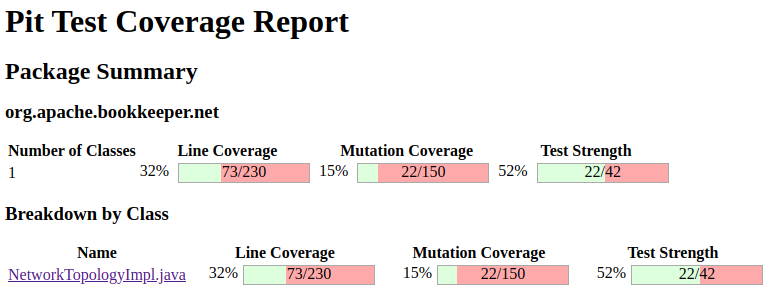 Pit Test Coverage Report
Package Summary
org.apache.bookkeeper.net
Number of Classes Line Coverage Mutation Coverage Test Strength
1 32% 73/230 15% 22/150 52% 22/42
Breakdown by Class
Name Line Coverage Mutation Coverage Test Strength
NetworkTopologyImpl.java 32% 73/230 15% 22/150 52% 22/42